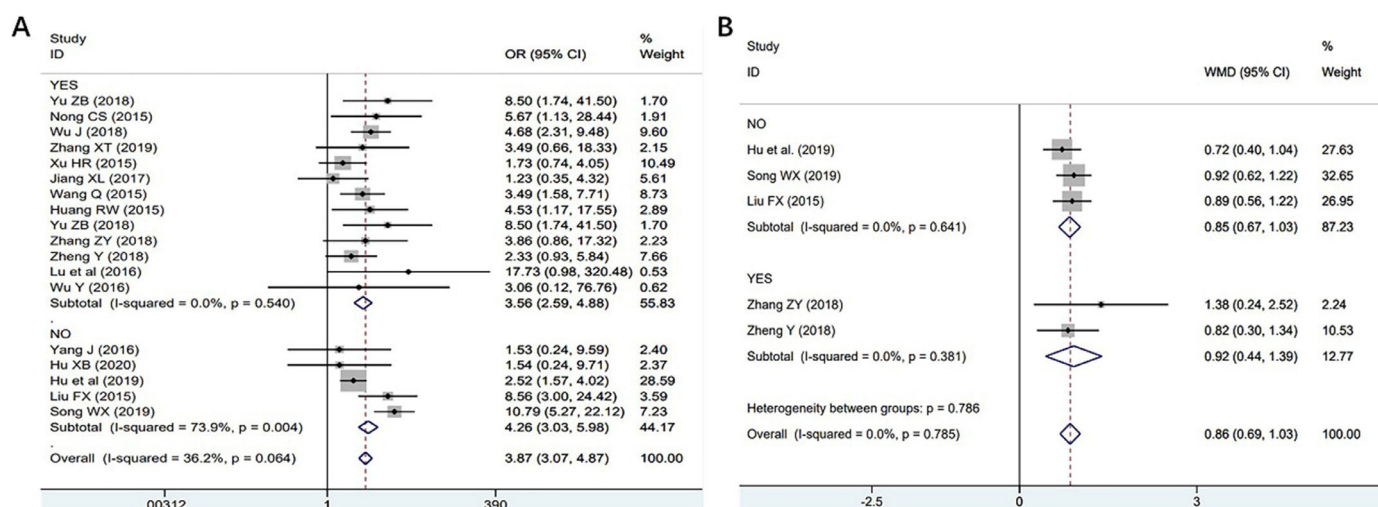 A
Study %
ID OR (95% CI) Weight
YES
Yu ZB (2018) 8.50 (1.74, 41.50) 1.70
Nong CS (2015) 5.67 (1.13, 28.44) 1.91
Wu J (2018) 4.68 (2.31, 9.48) 9.60
Zhang XT (2019) 3.49 (0.66, 18.33) 2.15
Xu HR (2015) 1.73 (0.74, 4.05) 10.49
Jiang XL (2017) 1.23 (0.35, 4.32) 5.61
Wang Q (2015) 3.49 (1.58, 7.71) 8.73
Huang RW (2015) 4.53 (1.17, 17.55) 2.89
Yu ZB (2018) 8.50 (1.74, 41.50) 1.70
Zhang ZY (2018) 3.86 (0.86, 17.32) 2.23
Zheng Y (2018) 2.33 (0.93, 5.84) 7.66
Lu et al (2016) 17.73 (0.98, 320.48) 0.53
Wu Y (2016) 3.06 (0.12, 76.76) 0.62
Subtotal (I-squared = 0.0%, p = 0.540) 3.56 (2.59, 4.88) 55.83
.
NO
Yang J (2016) 1.53 (0.24, 9.59) 2.40
Hu XB (2020) 1.54 (0.24, 9.71) 2.37
Hu et al (2019) 2.52 (1.57, 4.02) 28.59
Liu FX (2015) 8.56 (3.00, 24.42) 3.59
Song WX (2019) 10.79 (5.27, 22.12) 7.23
Subtotal (I-squared = 73.9%, p = 0.004) 4.26 (3.03, 5.98) 44.17
.
Overall (I-squared = 36.2%, p = 0.064) 3.87 (3.07, 4.87) 100.00
.00312 1 390
B
Study %
ID WMD (95% CI) Weight
NO
Hu et al. (2019) 0.72 (0.40, 1.04) 27.63
Song WX (2019) 0.92 (0.62, 1.22) 32.65
Liu FX (2015) 0.89 (0.56, 1.22) 26.95
Subtotal (I-squared = 0.0%, p = 0.641) 0.85 (0.67, 1.03) 87.23
YES
Zhang ZY (2018) 1.38 (0.24, 2.52) 2.24
Zheng Y (2018) 0.82 (0.30, 1.34) 10.53
Subtotal (I-squared = 0.0%, p = 0.381) 0.92 (0.44, 1.39) 12.77
Heterogeneity between groups: p = 0.786
Overall (I-squared = 0.0%, p = 0.785) 0.86 (0.69, 1.03) 100.00
-2.5 0 3